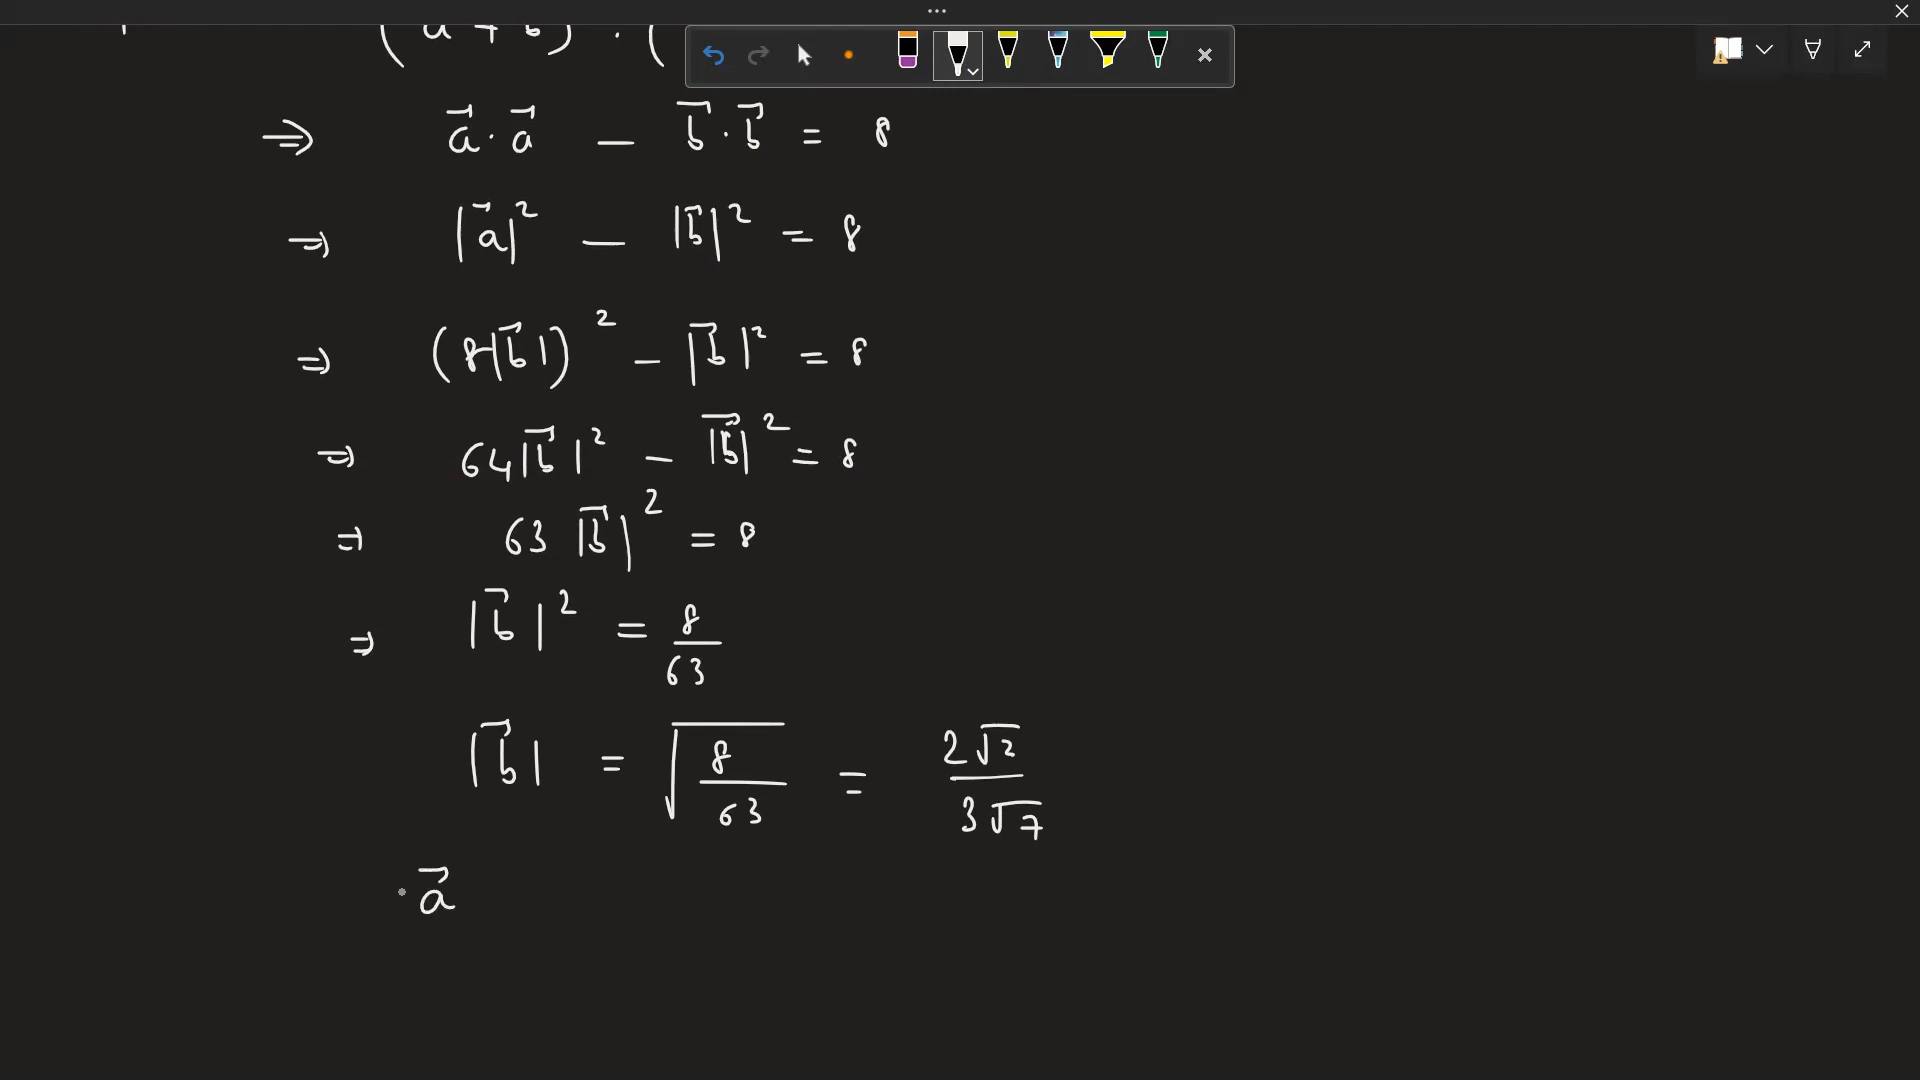 (a + b) · (
⇒ a⃗ · a⃗ − b⃗ · b⃗ = 8
⇒ |a⃗|² − |b⃗|² = 8
⇒ (8|b⃗|)² − |b⃗|² = 8
⇒ 64|b⃗|² − |b⃗|² = 8
⇒ 63 |b⃗|² = 8
⇒ |b⃗|² = 8/63
|b⃗| = √(8/63) = 2√2/3√7
a⃗